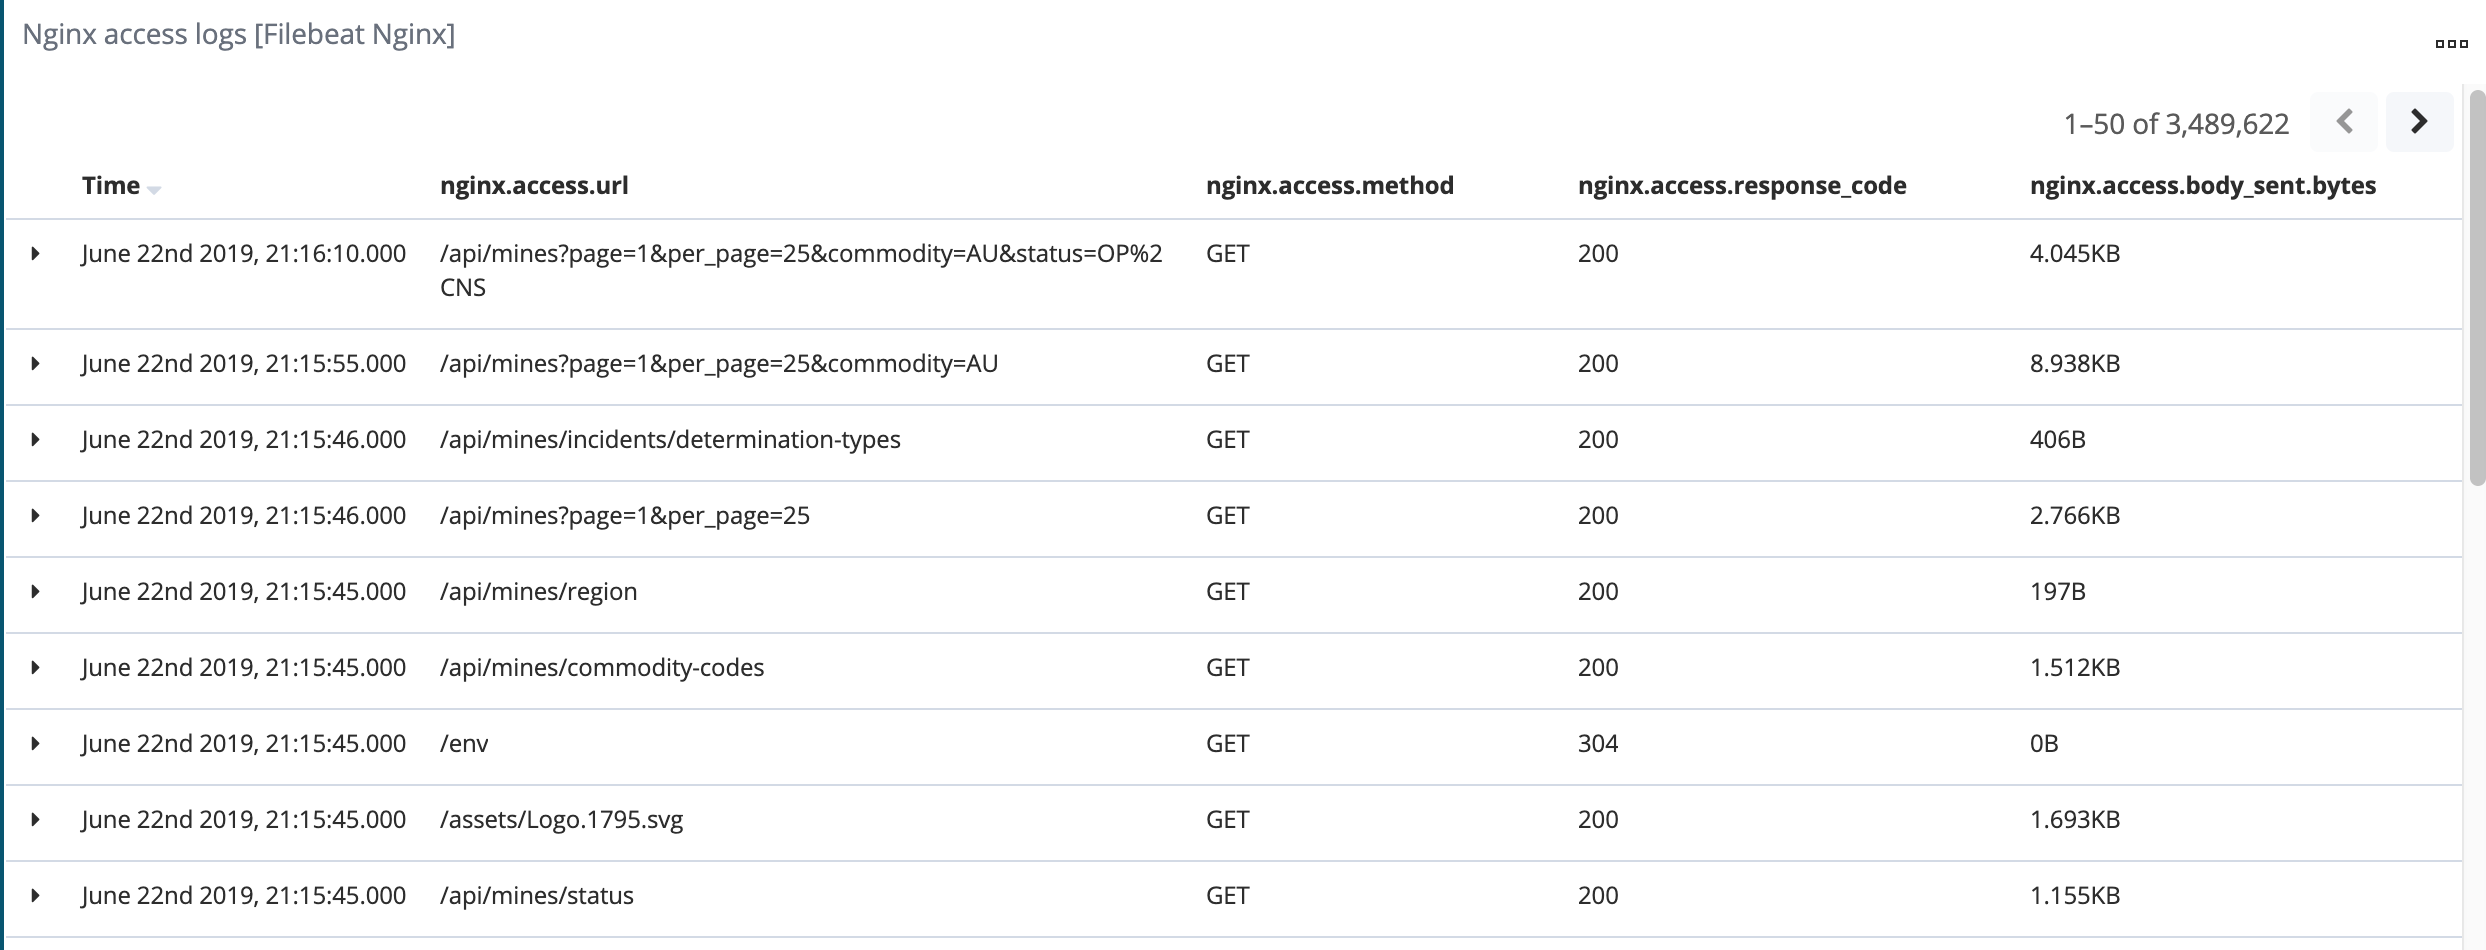 Nginx access logs [Filebeat Nginx]
1–50 of 3,489,622
Time nginx.access.url nginx.access.method nginx.access.response_code nginx.access.body_sent.bytes
June 22nd 2019, 21:16:10.000 /api/mines?page=1&per_page=25&commodity=AU&status=OP%2 GET 200 4.045KB
CNS
June 22nd 2019, 21:15:55.000 /api/mines?page=1&per_page=25&commodity=AU GET 200 8.938KB
June 22nd 2019, 21:15:46.000 /api/mines/incidents/determination-types GET 200 406B
June 22nd 2019, 21:15:46.000 /api/mines?page=1&per_page=25 GET 200 2.766KB
June 22nd 2019, 21:15:45.000 /api/mines/region GET 200 197B
June 22nd 2019, 21:15:45.000 /api/mines/commodity-codes GET 200 1.512KB
June 22nd 2019, 21:15:45.000 /env GET 304 0B
June 22nd 2019, 21:15:45.000 /assets/Logo.1795.svg GET 200 1.693KB
June 22nd 2019, 21:15:45.000 /api/mines/status GET 200 1.155KB